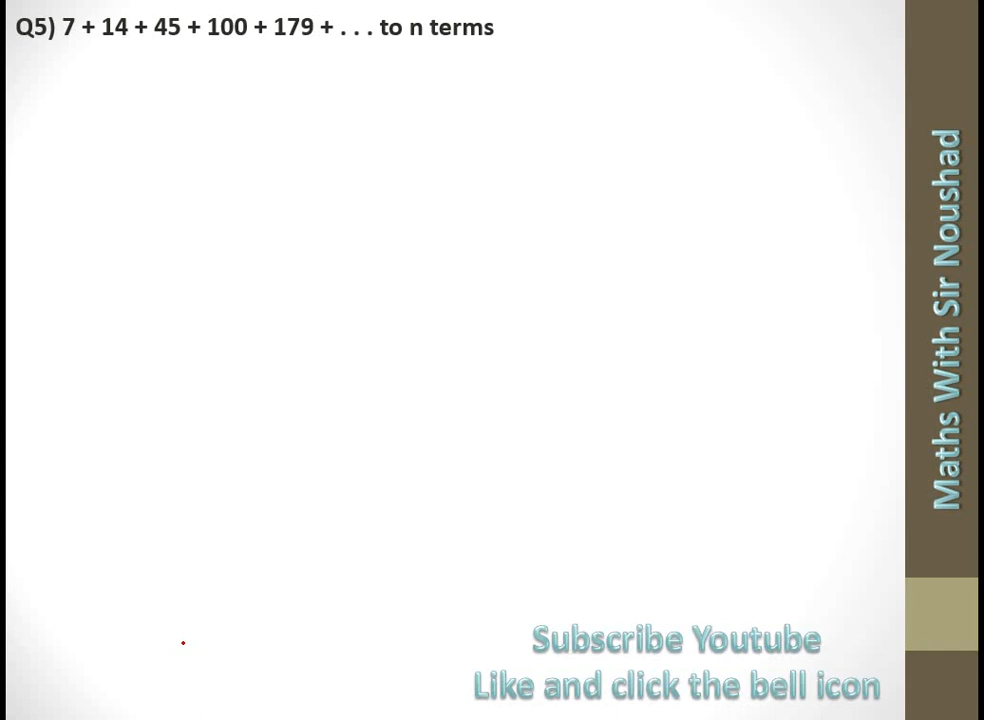 Q5) 7 + 14 + 45 + 100 + 179 + . . . to n terms
Maths With Sir Noushad
Subscribe Youtube
Like and click the bell icon